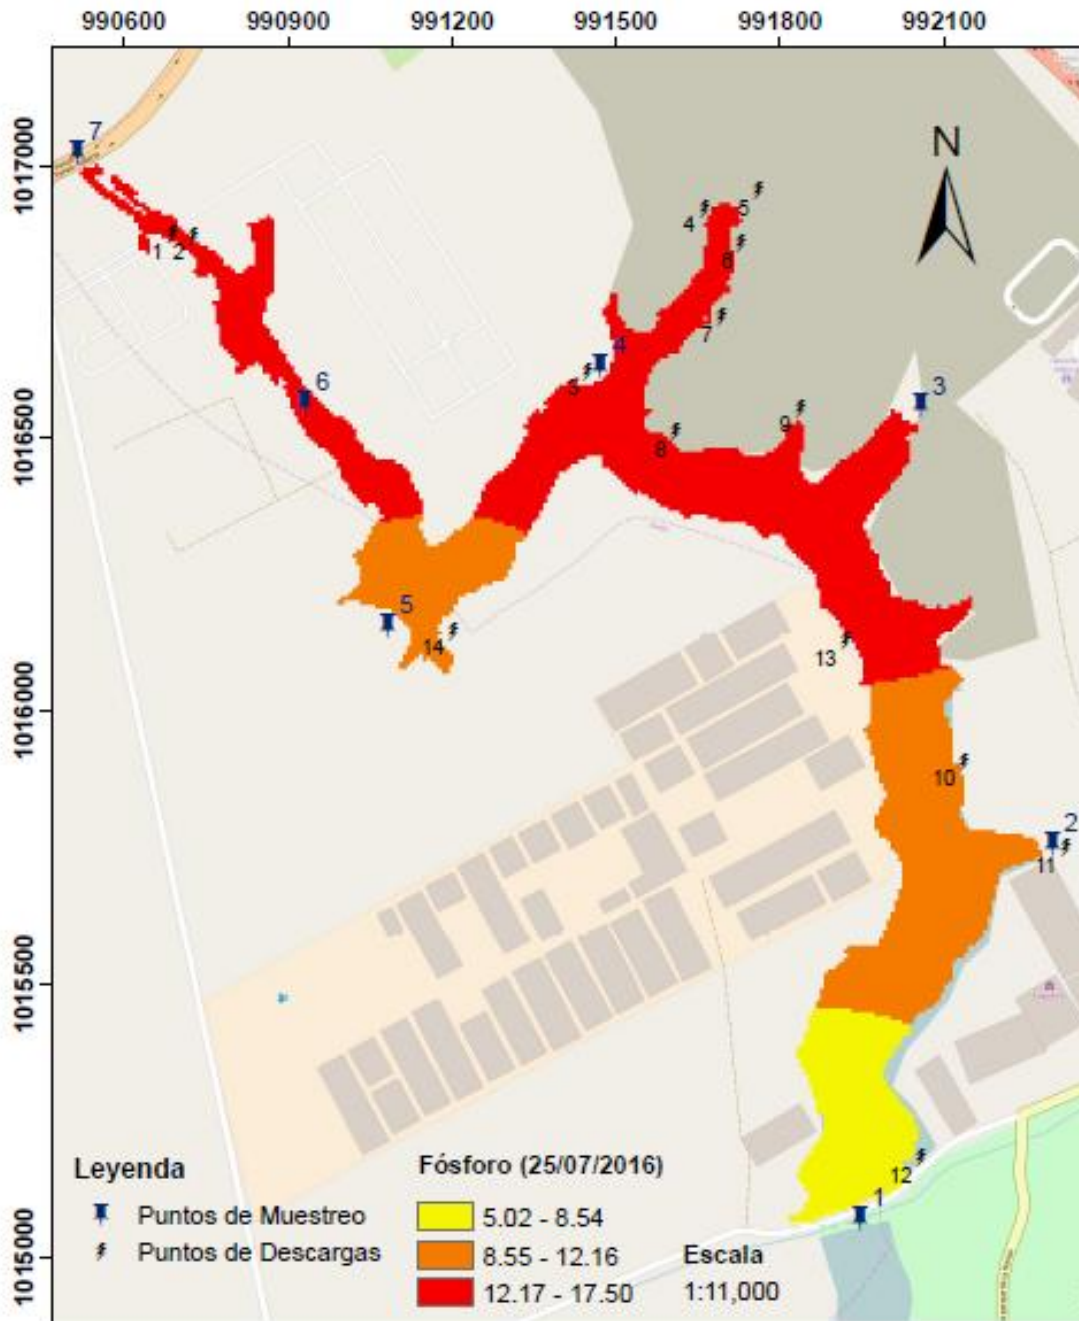 990600 990900 991200 991500 991800 992100
1017000
1016500
1016000
1015500
1015000
N
7
1 2
6
4 5
6
7
4
3
3
9
8
5
14
13
10
2
11
12
1
Leyenda
Puntos de Muestreo
Puntos de Descargas
Fósforo (25/07/2016)
5.02 - 8.54
8.55 - 12.16
12.17 - 17.50
Escala
1:11,000